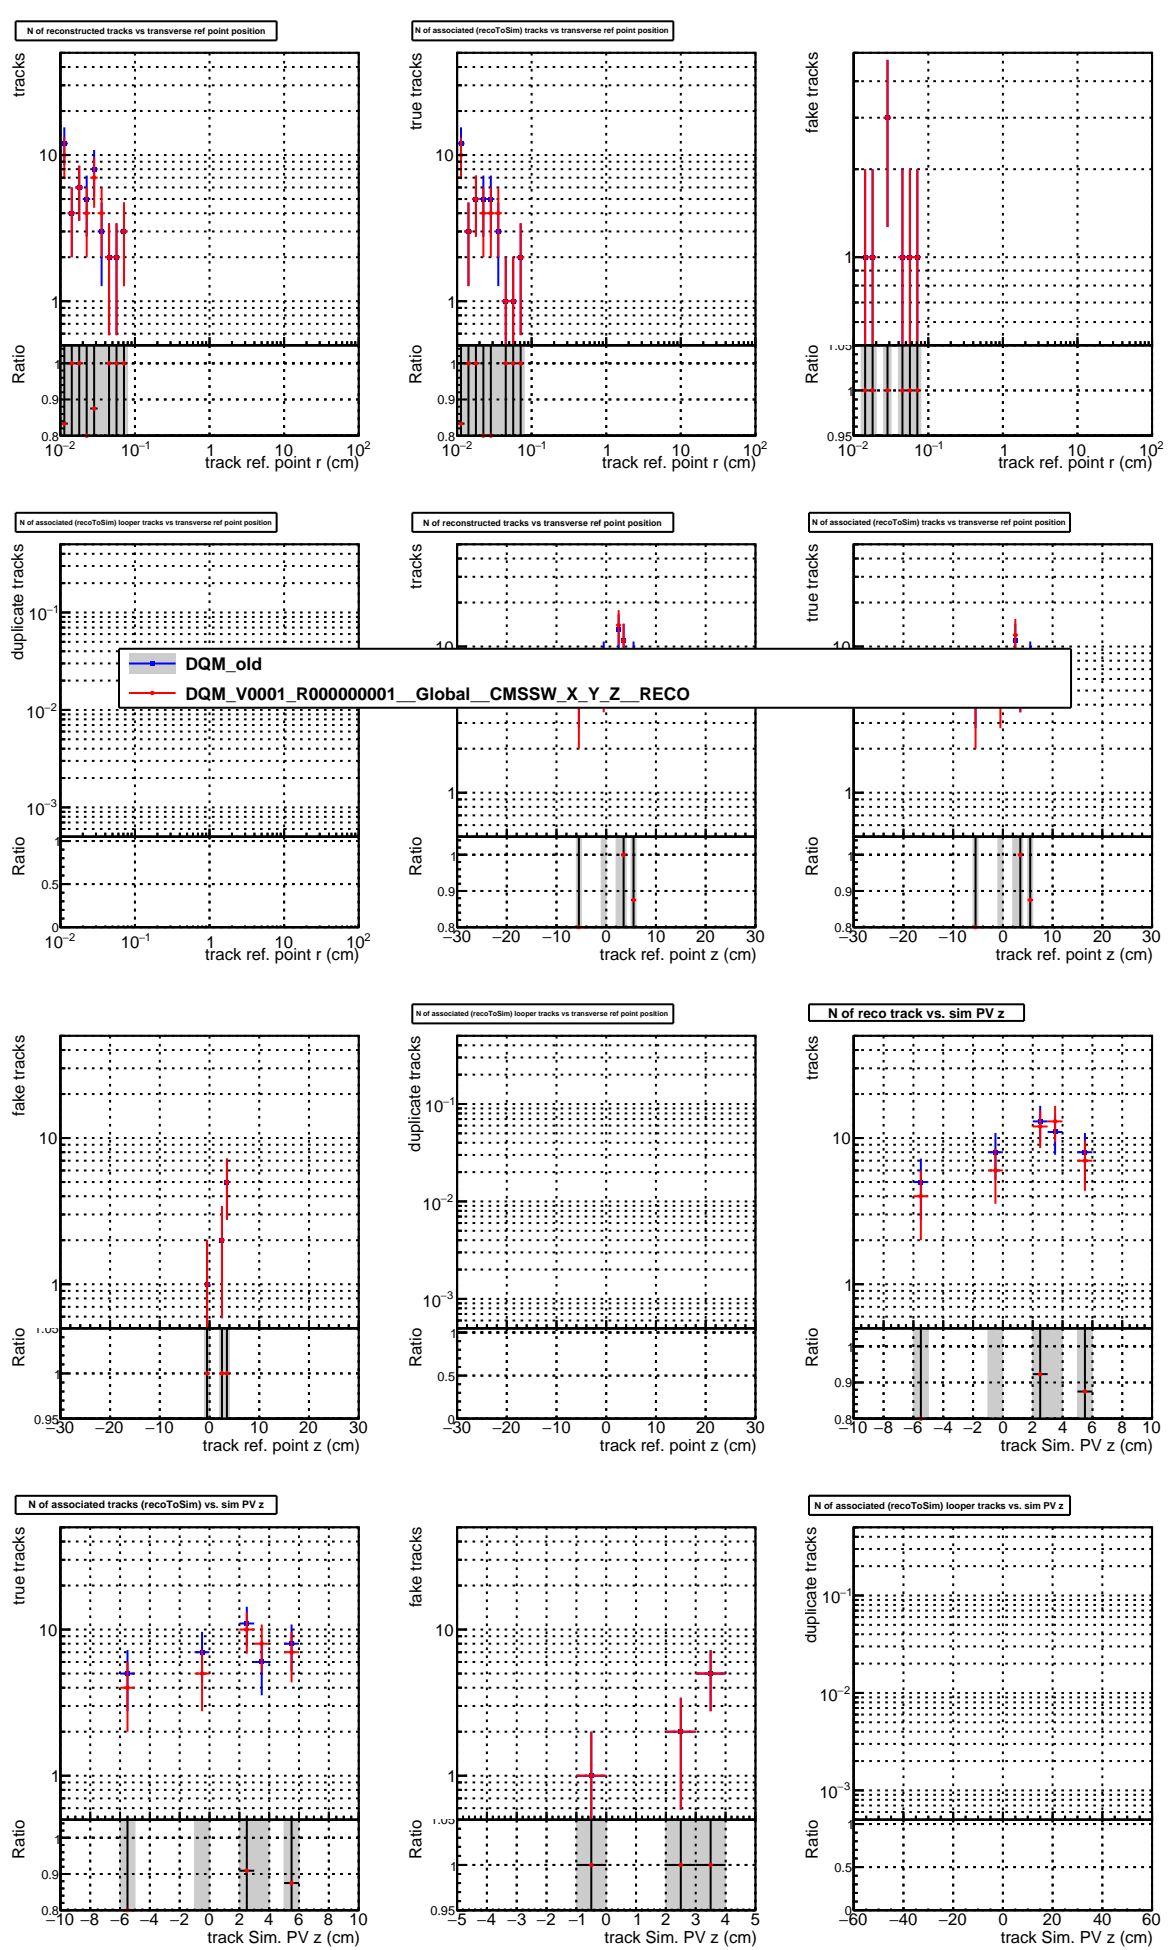 N of reconstructed tracks vs transverse ref point position
tracks
10
1
Ratio
1
0.9
0.8
10⁻² 10⁻¹ 1 10 10²
track ref. point r (cm)
N of associated (recoToSim) tracks vs transverse ref point position
true tracks
10
1
Ratio
1
0.9
0.8
10⁻² 10⁻¹ 1 10 10²
track ref. point r (cm)
fake tracks
1
Ratio
1.05
1
0.95
10⁻² 10⁻¹ 1 10 10²
track ref. point r (cm)
N of associated (recoToSim) looper tracks vs transverse ref point position
duplicate tracks
10⁻¹
10⁻²
10⁻³
Ratio
1
0.5
0
10⁻² 10⁻¹ 1 10 10²
track ref. point r (cm)
N of reconstructed tracks vs transverse ref point position
tracks
10
1
Ratio
1
0.9
0.8
−30 −20 −10 0 10 20 30
track ref. point z (cm)
N of associated (recoToSim) tracks vs transverse ref point position
true tracks
10
1
Ratio
1
0.9
0.8
−30 −20 −10 0 10 20 30
track ref. point z (cm)
DQM_old
DQM_V0001_R000000001__Global__CMSSW_X_Y_Z__RECO
fake tracks
10
1
Ratio
1.05
1
0.95
−30 −20 −10 0 10 20 30
track ref. point z (cm)
N of associated (recoToSim) looper tracks vs transverse ref point position
duplicate tracks
10⁻¹
10⁻²
10⁻³
Ratio
1
0.5
0
−30 −20 −10 0 10 20 30
track ref. point z (cm)
N of reco track vs. sim PV z
tracks
10
1
Ratio
1
0.9
0.8
−10 −8 −6 −4 −2 0 2 4 6 8 10
track Sim. PV z (cm)
N of associated tracks (recoToSim) vs. sim PV z
true tracks
10
1
Ratio
1
0.9
0.8
−10 −8 −6 −4 −2 0 2 4 6 8 10
track Sim. PV z (cm)
fake tracks
10
1
Ratio
1.05
1
0.95
−5 −4 −3 −2 −1 0 1 2 3 4 5
track Sim. PV z (cm)
N of associated (recoToSim) looper tracks vs. sim PV z
duplicate tracks
10⁻¹
10⁻²
10⁻³
Ratio
1
0.5
0
−60 −40 −20 0 20 40 60
track Sim. PV z (cm)